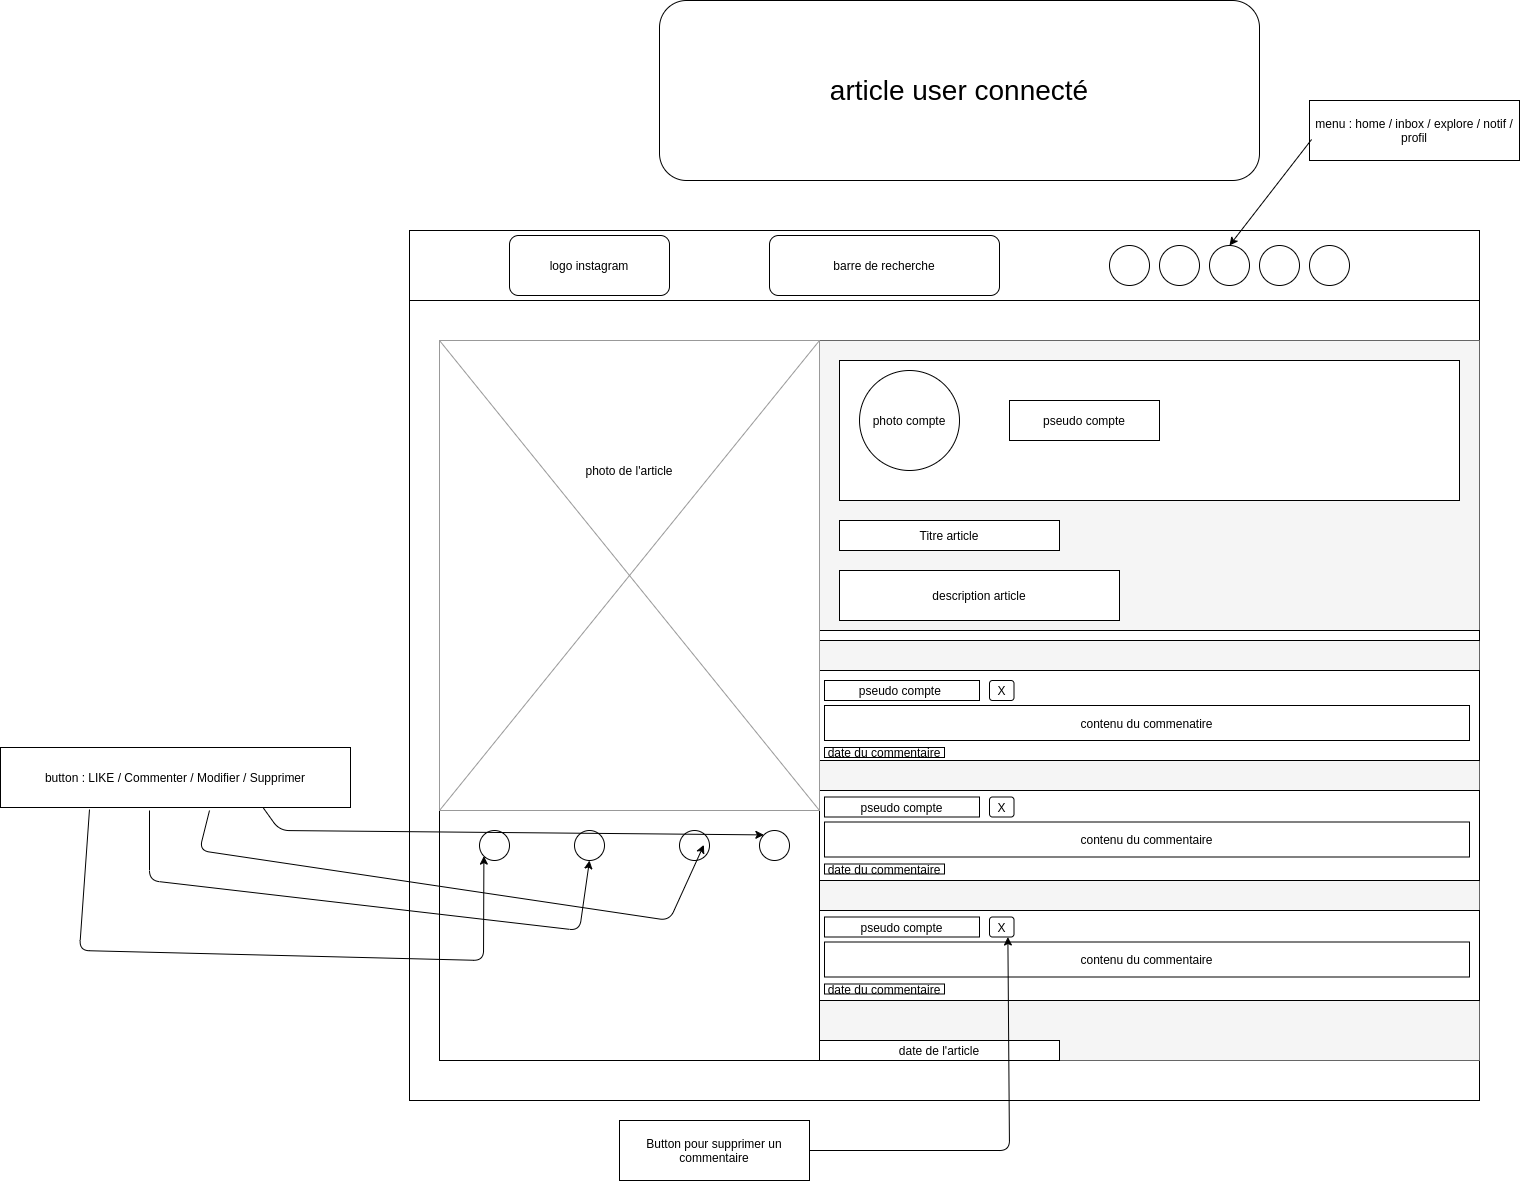 article user connecté
menu : home / inbox / explore / notif /
profil
logo instagram
barre de recherche
photo de l'article
photo compte
pseudo compte
Titre article
description article
pseudo compte
X
contenu du commenatire
date du commentaire
button : LIKE / Commenter / Modifier / Supprimer
pseudo compte
X
contenu du commentaire
date du commentaire
pseudo compte
X
contenu du commentaire
date du commentaire
date de l'article
Button pour supprimer un
commentaire